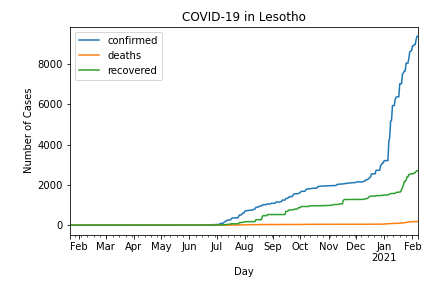 COVID-19 in Lesotho
confirmed
deaths
recovered
Number of Cases
8000
6000
4000
2000
0
Feb Mar Apr May Jun Jul Aug Sep Oct Nov Dec Jan Feb
2021
Day